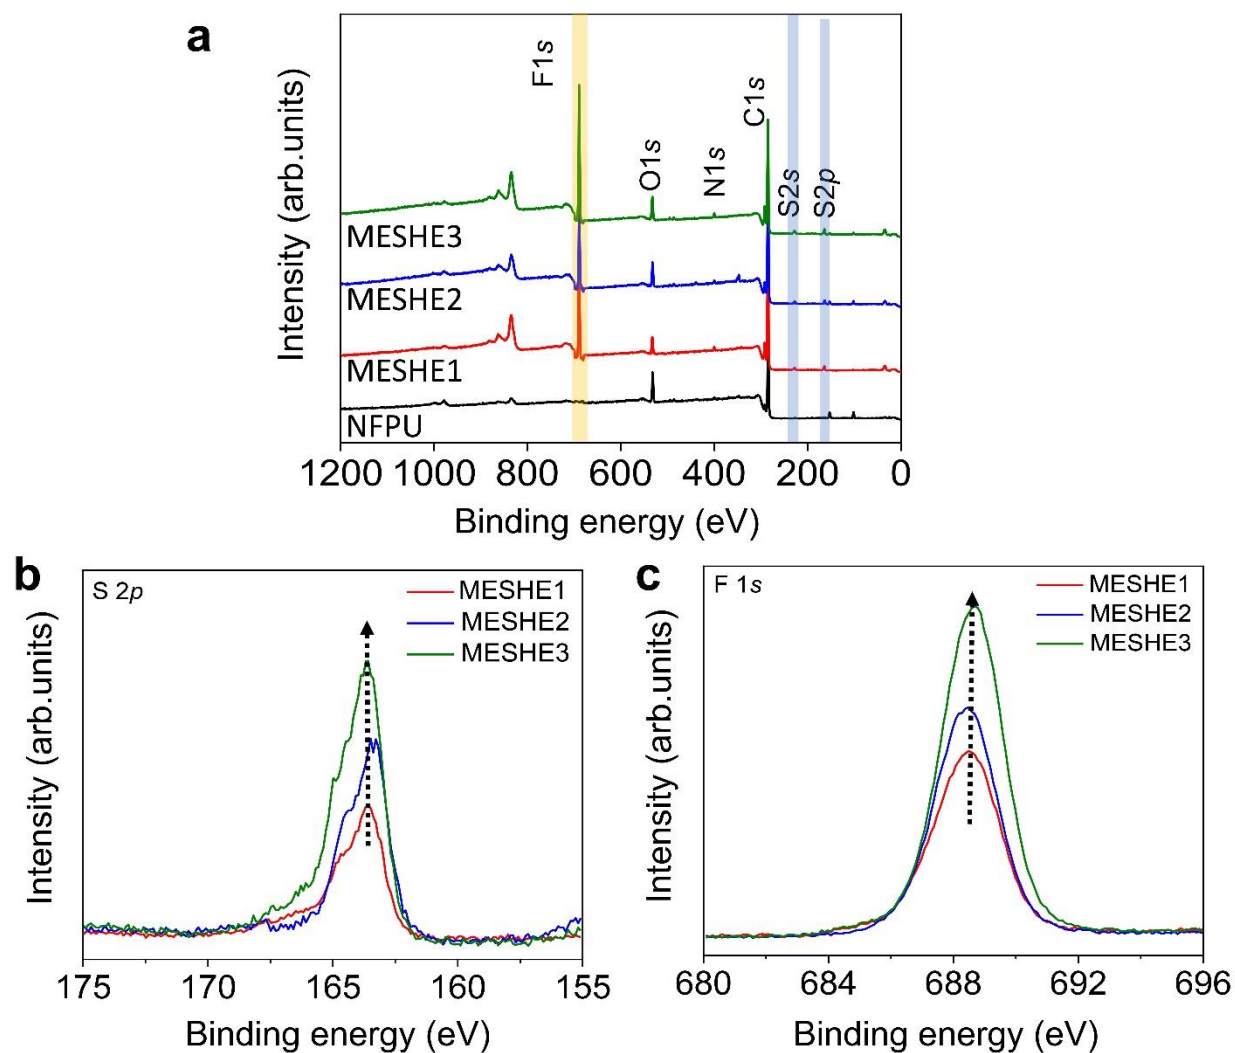 a
Intensity (arb.units)
F1s
O1s
N1s
C1s
S2s
S2p
MESHE3
MESHE2
MESHE1
NFPU
1200 1000 800 600 400 200 0
Binding energy (eV)
b
S 2p
MESHE1
MESHE2
MESHE3
Intensity (arb.units)
175 170 165 160 155
Binding energy (eV)
c
F 1s
MESHE1
MESHE2
MESHE3
Intensity (arb.units)
680 684 688 692 696
Binding energy (eV)